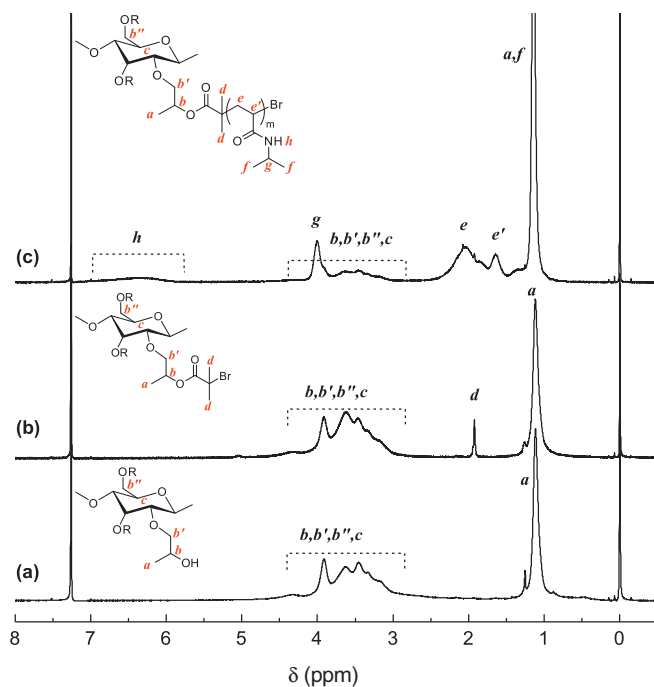 OR
b''
O
O
c
O
OR
b'
a
b
O
O
d
d
e
e'
Br
m
O
NH
h
f
g
f
a,f
h
g
b,b',b'',c
e
e'
(c)
OR
b''
O
O
c
O
OR
b'
a
b
O
O
d
Br
d
b,b',b'',c
d
a
(b)
OR
b''
O
O
c
O
OR
b'
b
a
OH
b,b',b'',c
a
(a)
8 7 6 5 4 3 2 1 0
δ (ppm)